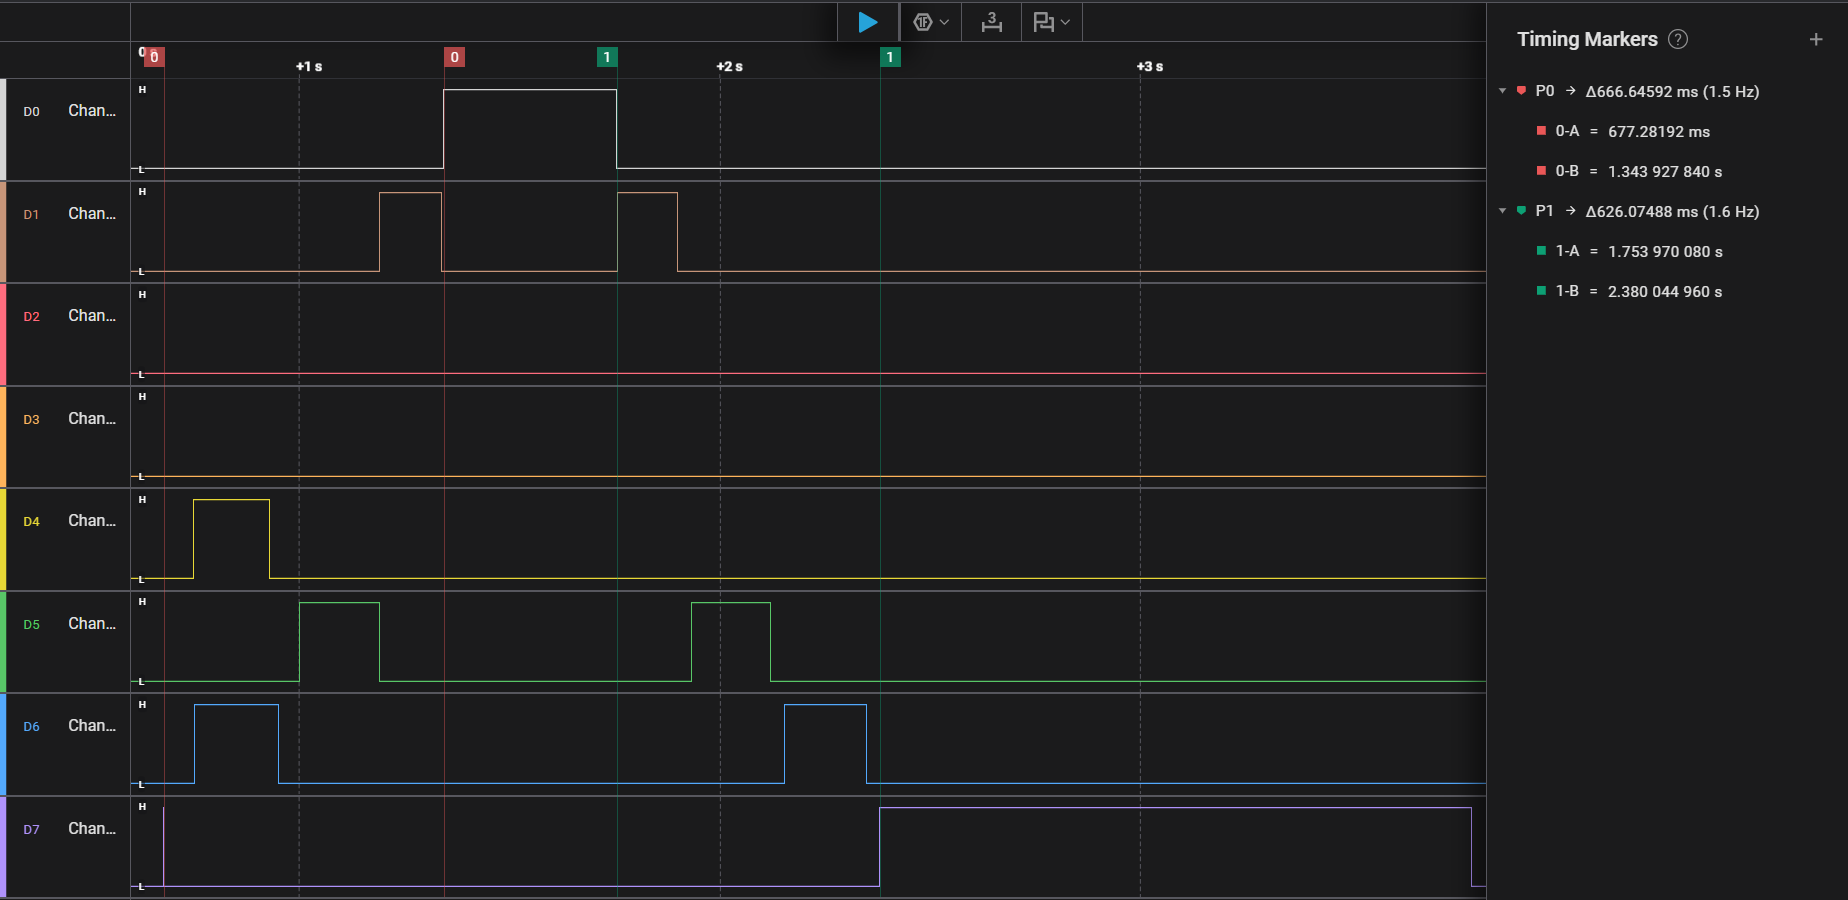 3
0 0 0 1 1
+1 s +2 s +3 s
Timing Markers ?
P0 → Δ666.64592 ms (1.5 Hz)
0-A = 677.28192 ms
0-B = 1.343 927 840 s
P1 → Δ626.07488 ms (1.6 Hz)
1-A = 1.753 970 080 s
1-B = 2.380 044 960 s
H
D0 Chan...
L
H
D1 Chan...
L
H
D2 Chan...
L
H
D3 Chan...
L
H
D4 Chan...
L
H
D5 Chan...
L
H
D6 Chan...
L
H
D7 Chan...
L